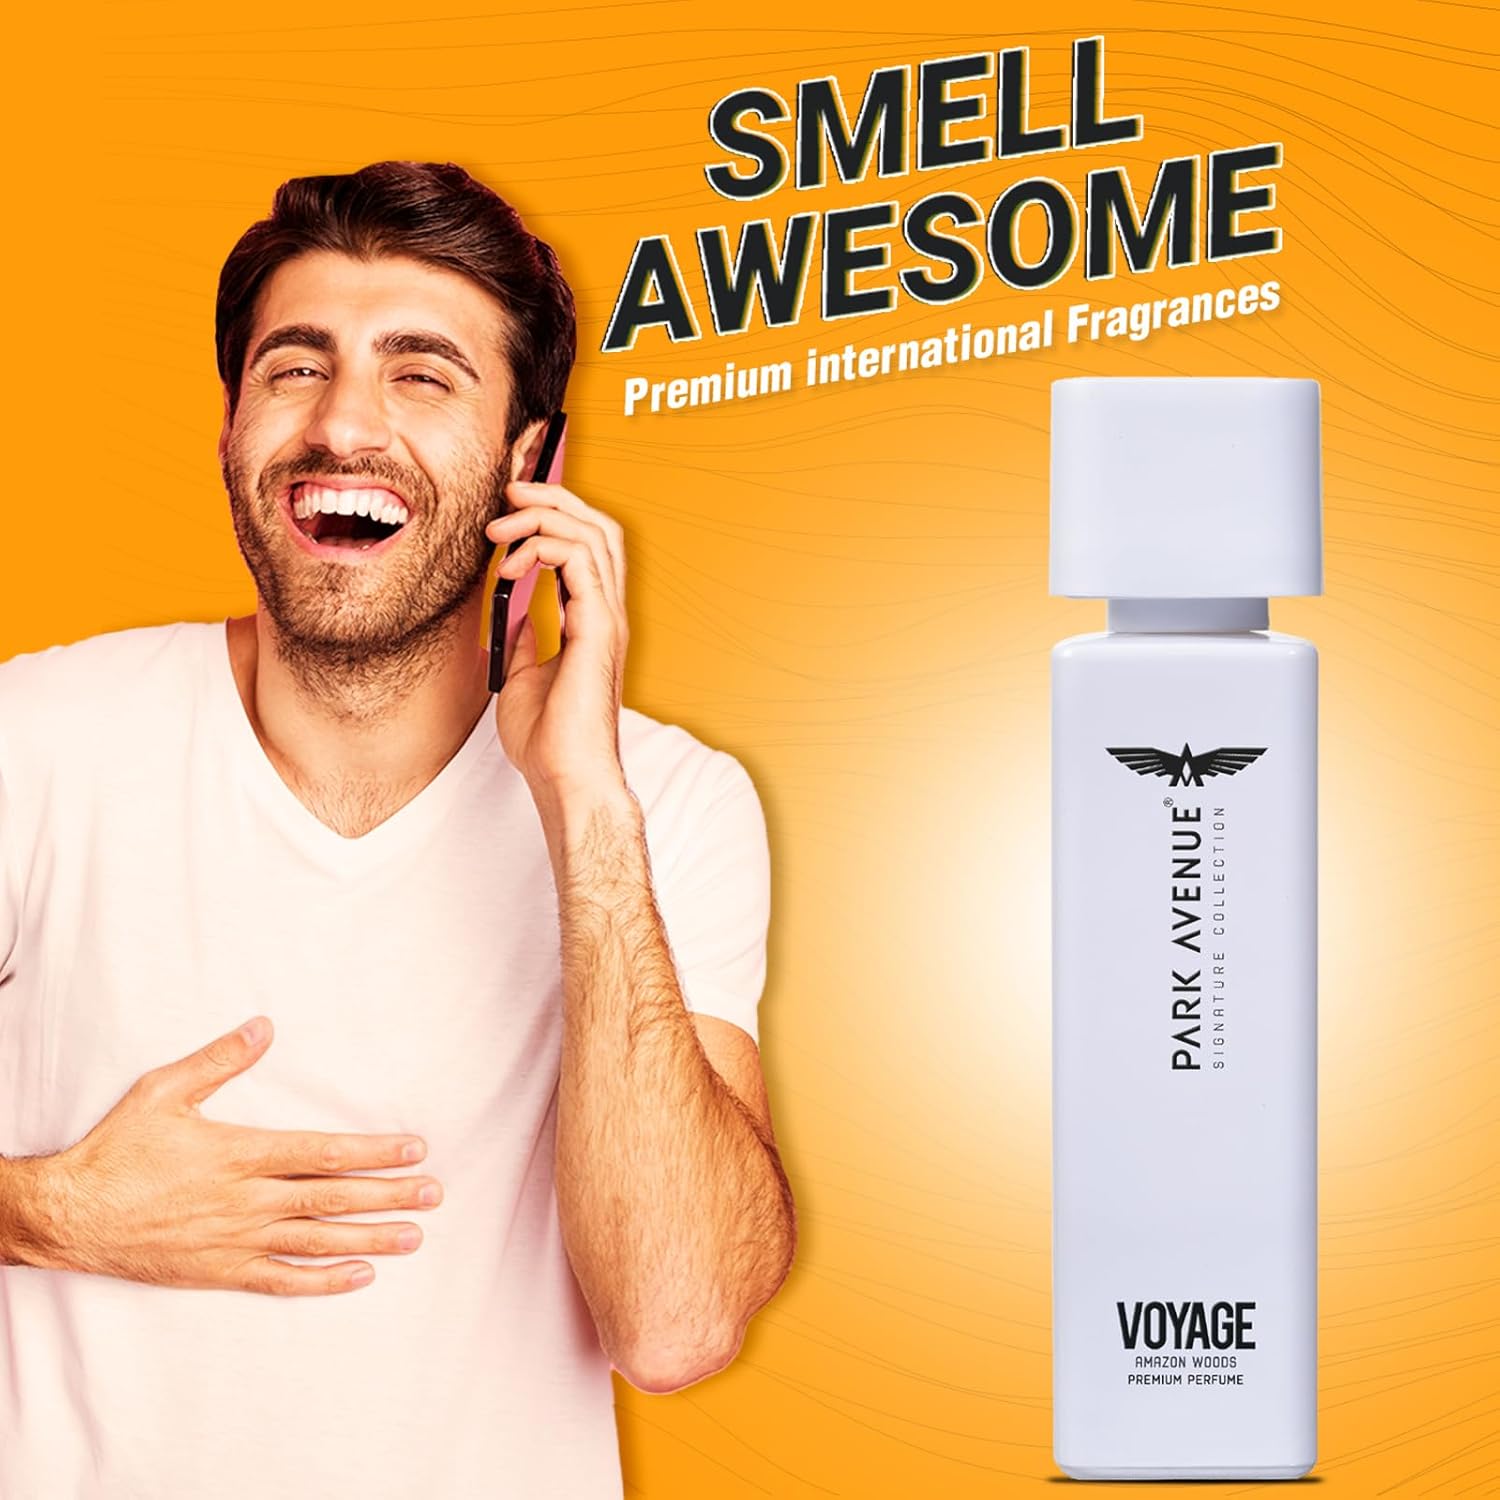 SMELL
AWESOME
Premium international Fragrances
PARK AVENUE®
SIGNATURE COLLECTION
VOYAGE
AMAZON WOODS
PREMIUM PERFUME